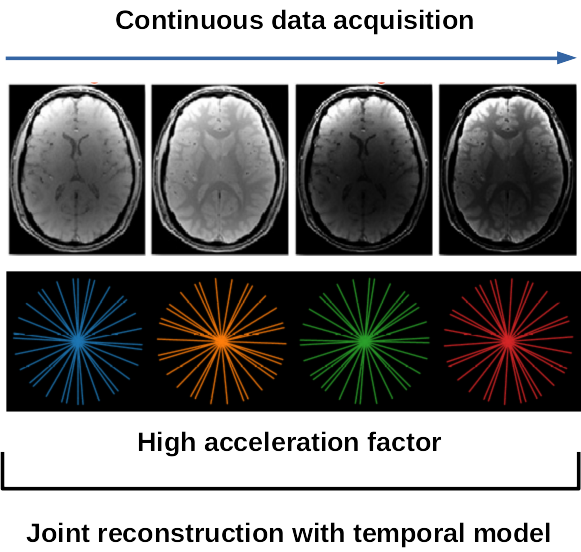 Continuous data acquisition
High acceleration factor
Joint reconstruction with temporal model